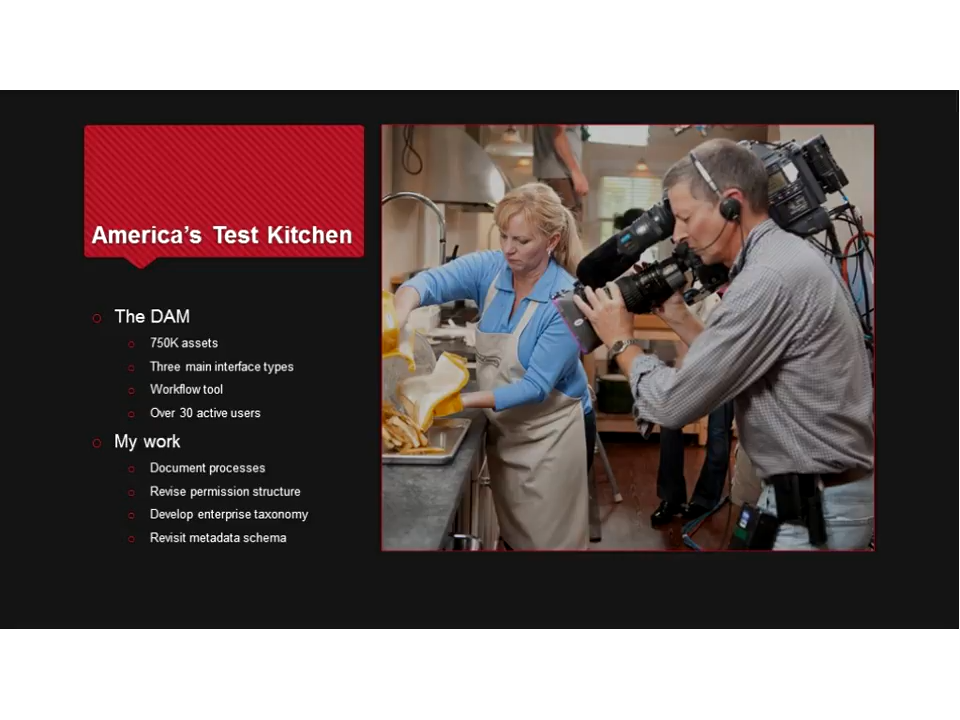 America's Test Kitchen
The DAM
750K assets
Three main interface types
Workflow tool
Over 30 active users
My work
Document processes
Revise permission structure
Develop enterprise taxonomy
Revisit metadata schema